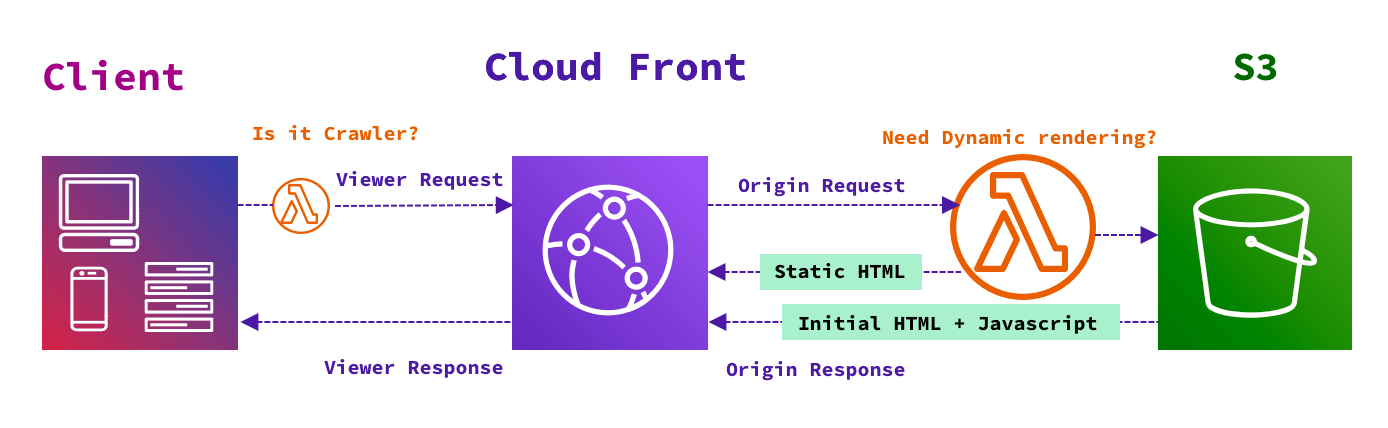 Client
Cloud Front
S3
Is it Crawler?
Need Dynamic rendering?
Viewer Request
Origin Request
Static HTML
Initial HTML + Javascript
Viewer Response
Origin Response